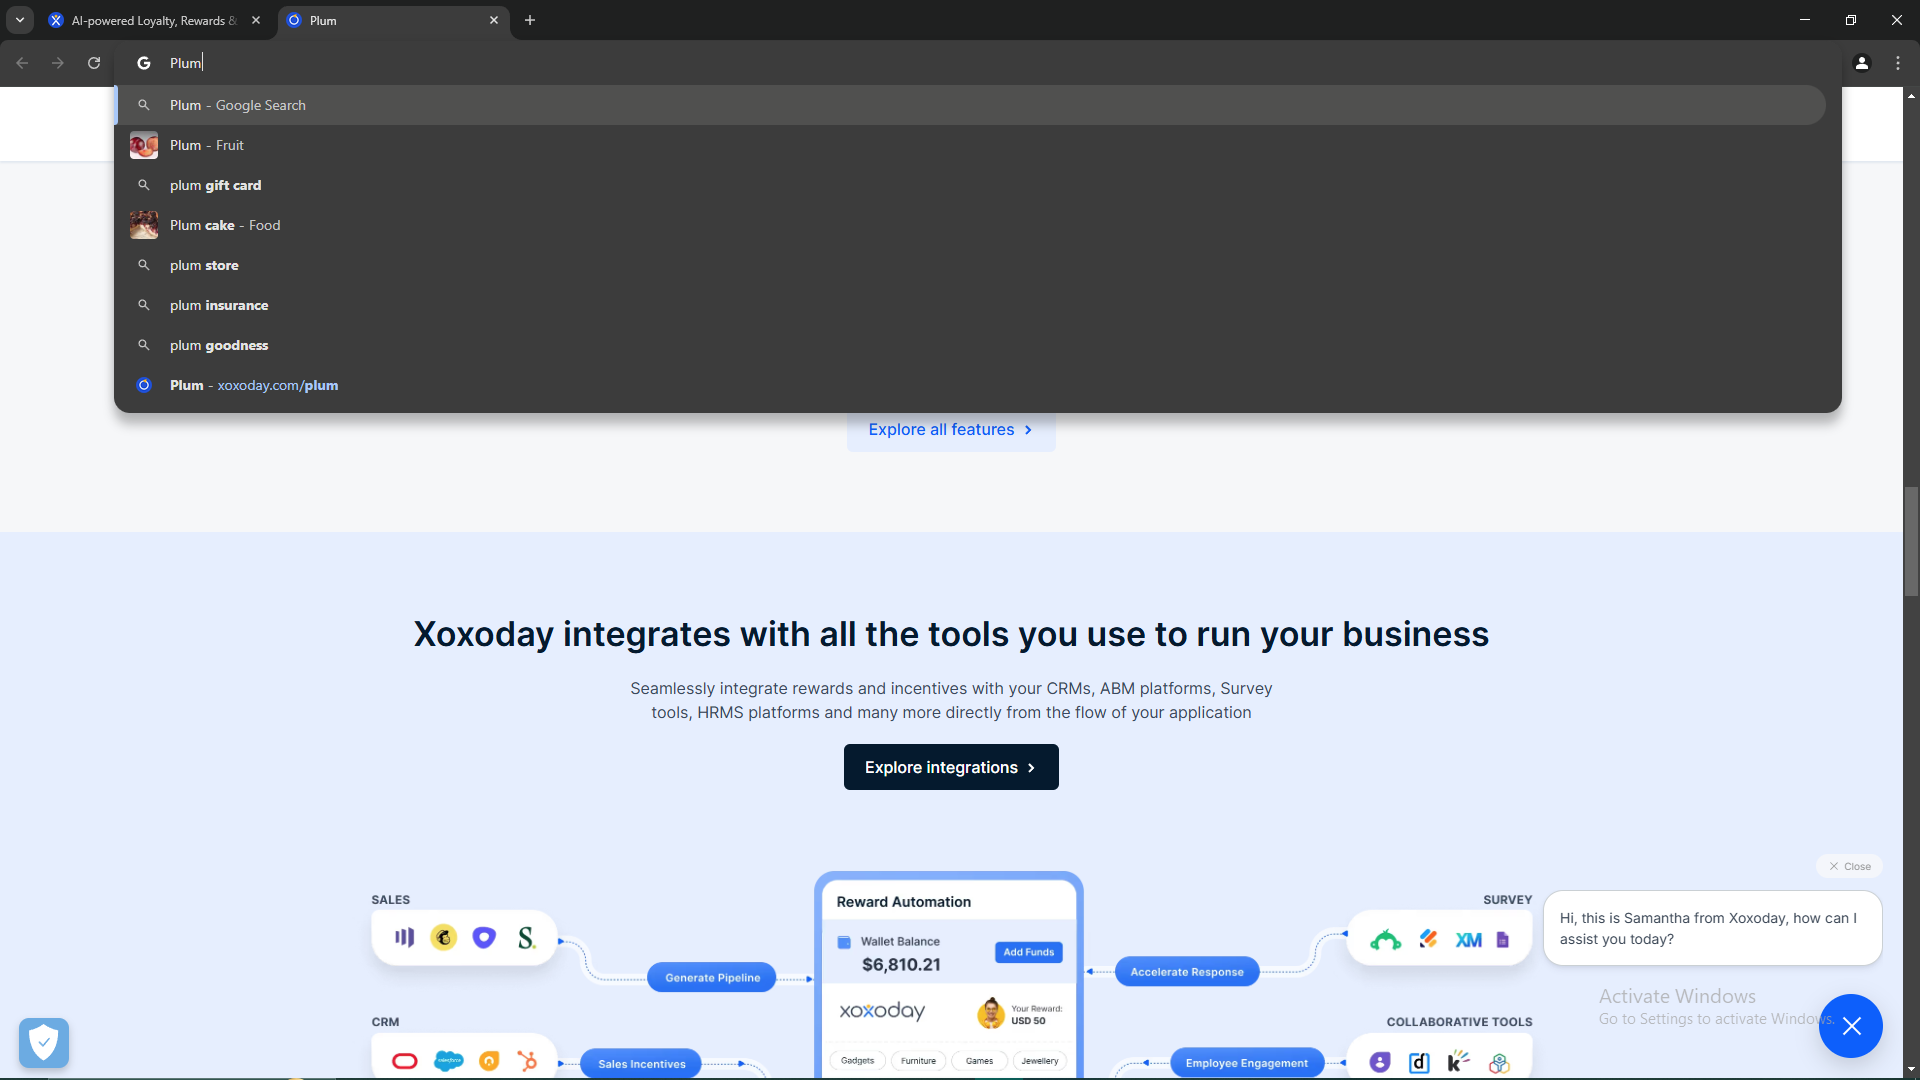 AI-powered Loyalty, Rewards &
Plum
Plum
Plum - Google Search
Plum - Fruit
plum gift card
Plum cake - Food
plum store
plum insurance
plum goodness
Plum - xoxoday.com/plum
Explore all features
Xoxoday integrates with all the tools you use to run your business
Seamlessly integrate rewards and incentives with your CRMs, ABM platforms, Survey
tools, HRMS platforms and many more directly from the flow of your application
Explore integrations
Close
SALES
Reward Automation
SURVEY
Hi, this is Samantha from Xoxoday, how can I
assist you today?
S.
XM
Wallet Balance
$6,810.21
Add Funds
Generate Pipeline
Accelerate Response
xoxoday
Your Reward:
USD 50
Activate Windows
Go to Settings to activate Windows.
CRM
COLLABORATIVE TOOLS
salesforce
Sales Incentives
Gadgets
Furniture
Games
Jewellery
Employee Engagement